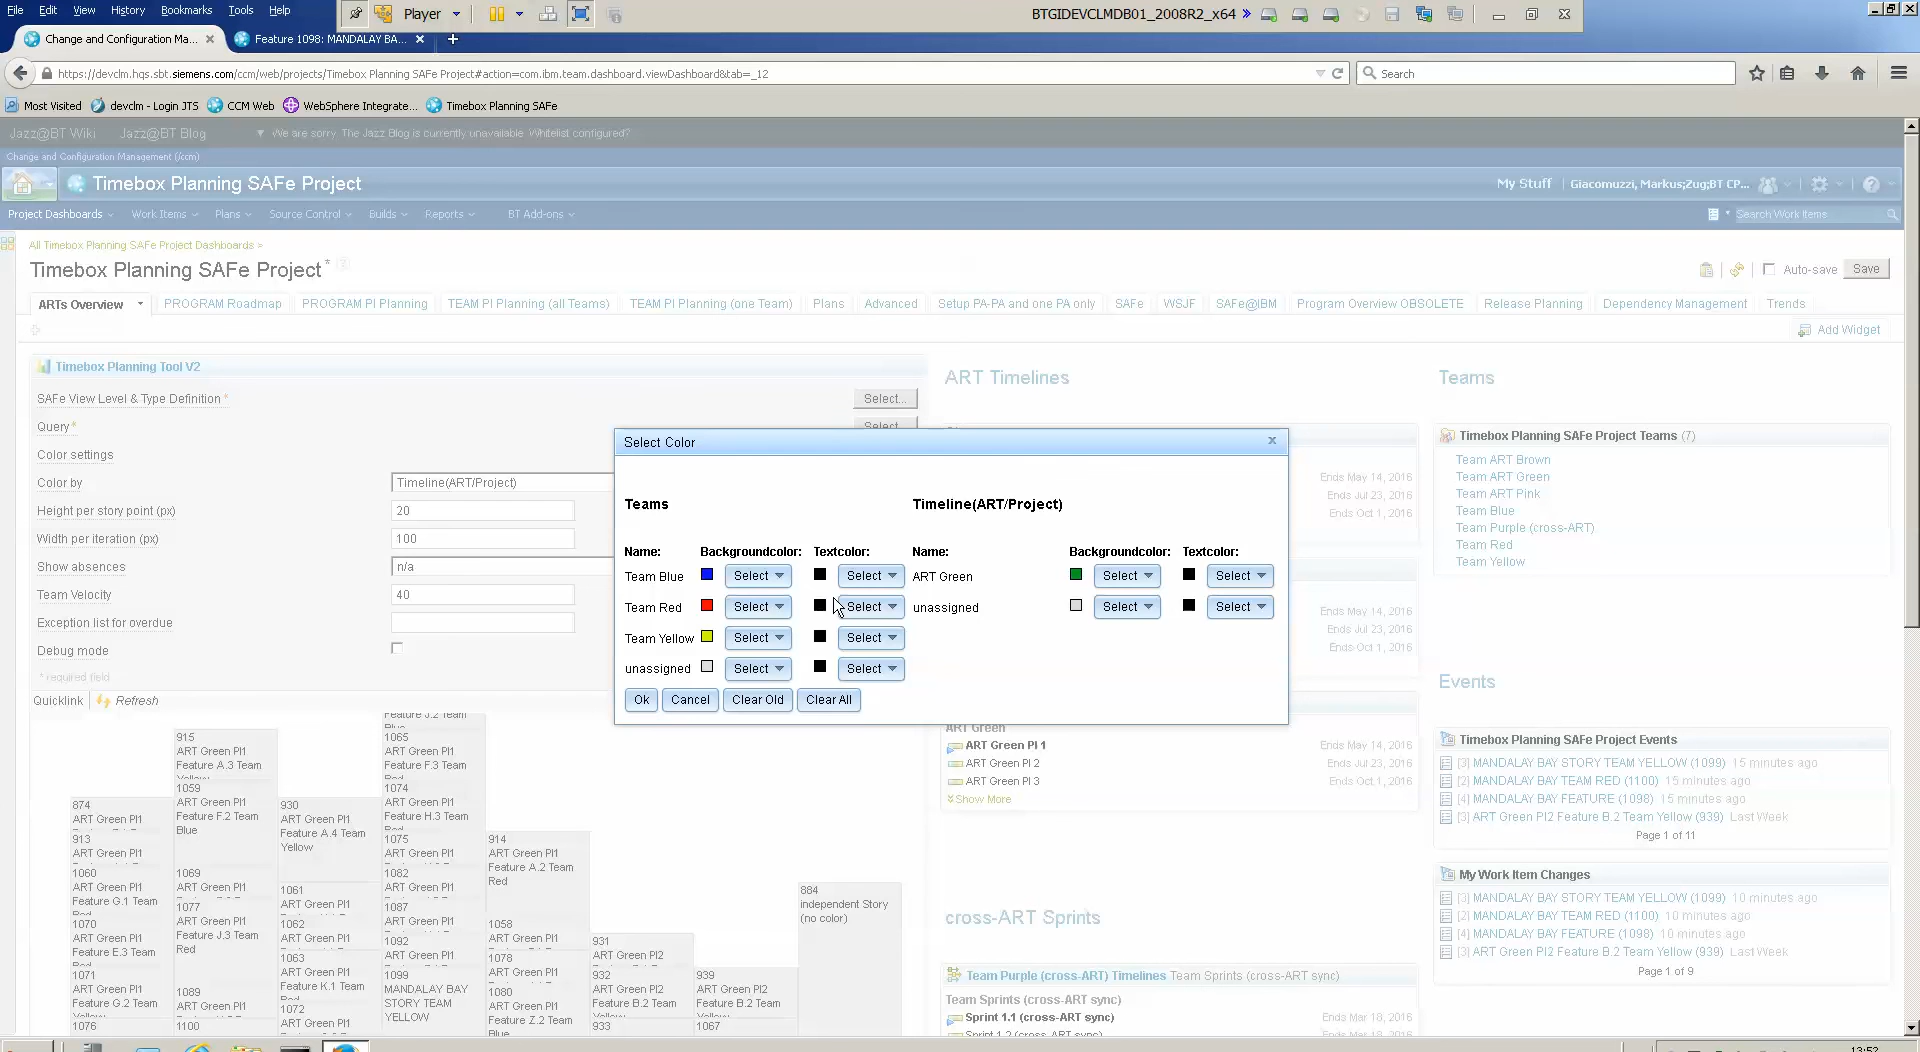 File Edit View History Bookmarks Tools Help
Player
BTGIDEVCLMDB01_2008R2_x64
Change and Configuration Ma...
Feature 1098: MANDALAY BA...
https://devclm.hqs.sbt.siemens.com/ccm/web/projects/Timebox Planning SAFe Project#action=com.ibm.team.dashboard.viewDashboard&tab=_12
Search
Most Visited devclm - Login JTS CCM Web WebSphere Integrate... Timebox Planning SAFe
Jazz@BT Wiki Jazz@BT Blog We are sorry. The Jazz Blog is currently unavailable. Whitelist configured?
Change and Configuration Management (/ccm)
Timebox Planning SAFe Project
My Stuff Giacomuzzi, Markus;Zug;BT CP...
Project Dashboards Work Items Plans Source Control Builds Reports BT Add-ons
Search Work Items
All Timebox Planning SAFe Project Dashboards »
Timebox Planning SAFe Project *
Auto-save Save
ARTs Overview PROGRAM Roadmap PROGRAM PI Planning TEAM PI Planning (all Teams) TEAM PI Planning (one Team) Plans Advanced Setup PA-PA and one PA only SAFe WSJF SAFe@IBM Program Overview OBSOLETE Release Planning Dependency Management Trends
Add Widget
Timebox Planning Tool V2
SAFe View Level & Type Definition * Select...
Query *
Color settings
Color by Timeline(ART/Project)
Height per story point (px) 20
Width per iteration (px) 100
Show absences n/a
Team Velocity 40
Exception list for overdue
Debug mode
* required field
Quicklink Refresh
Select Color x
Teams
Timeline(ART/Project)
Name: Backgroundcolor: Textcolor:
Team Blue Select Select
Team Red Select Select
Team Yellow Select Select
unassigned Select Select
Name: Backgroundcolor: Textcolor:
ART Green Select Select
unassigned Select Select
Ok Cancel Clear Old Clear All
874
ART Green PI1
913
ART Green PI1
1060
ART Green PI1
Feature G.1 Team
Red
1070
ART Green PI1
Feature E.3 Team
Red
1071
ART Green PI1
Feature G.2 Team
Yellow
1076
915
ART Green PI1
Feature A.3 Team
Yellow
1059
ART Green PI1
Feature F.2 Team
Blue
1069
ART Green PI1
1077
ART Green PI1
Feature J.3 Team
Red
1089
ART Green PI1
1100
930
ART Green PI1
Feature A.4 Team
Yellow
1061
1062
ART Green PI1
1063
ART Green PI1
Feature K.1 Team
Red
1072
ART Green PI1
Feature J.2 Team
Blue
1065
ART Green PI1
Feature F.3 Team
Red
1074
ART Green PI1
Feature H.3 Team
Red
1075
ART Green PI1
1082
ART Green PI1
1087
ART Green PI1
1092
ART Green PI1
1099
MANDALAY BAY
STORY TEAM
YELLOW
914
ART Green PI1
Feature A.2 Team
Red
1058
ART Green PI1
1078
ART Green PI1
1080
ART Green PI1
Feature Z.2 Team
Blue
931
ART Green PI2
932
ART Green PI2
Feature B.2 Team
Yellow
933
939
ART Green PI2
Feature B.2 Team
Yellow
1067
884
independent Story
(no color)
ART Timelines
Ends May 14, 2016
Ends Jul 23, 2016
Ends Oct 1, 2016
Ends May 14, 2016
Ends Jul 23, 2016
Ends Oct 1, 2016
ART Green
ART Green PI 1 Ends May 14, 2016
ART Green PI 2 Ends Jul 23, 2016
ART Green PI 3 Ends Oct 1, 2016
Show More
cross-ART Sprints
Team Purple (cross-ART) Timelines Team Sprints (cross-ART sync)
Team Sprints (cross-ART sync)
Sprint 1.1 (cross-ART sync) Ends Mar 18, 2016
Sprint 1.2 (cross-ART sync)
Teams
Timebox Planning SAFe Project Teams (7)
Team ART Brown
Team ART Green
Team ART Pink
Team Blue
Team Purple (cross-ART)
Team Red
Team Yellow
Events
Timebox Planning SAFe Project Events
[3] MANDALAY BAY STORY TEAM YELLOW (1099) 15 minutes ago
[2] MANDALAY BAY TEAM RED (1100) 15 minutes ago
[4] MANDALAY BAY FEATURE (1098) 15 minutes ago
[3] ART Green PI2 Feature B.2 Team Yellow (939) Last Week
Page 1 of 11
My Work Item Changes
[3] MANDALAY BAY STORY TEAM YELLOW (1099) 10 minutes ago
[2] MANDALAY BAY TEAM RED (1100) 10 minutes ago
[4] MANDALAY BAY FEATURE (1098) 10 minutes ago
[3] ART Green PI2 Feature B.2 Team Yellow (939) Last Week
Page 1 of 9
13:52